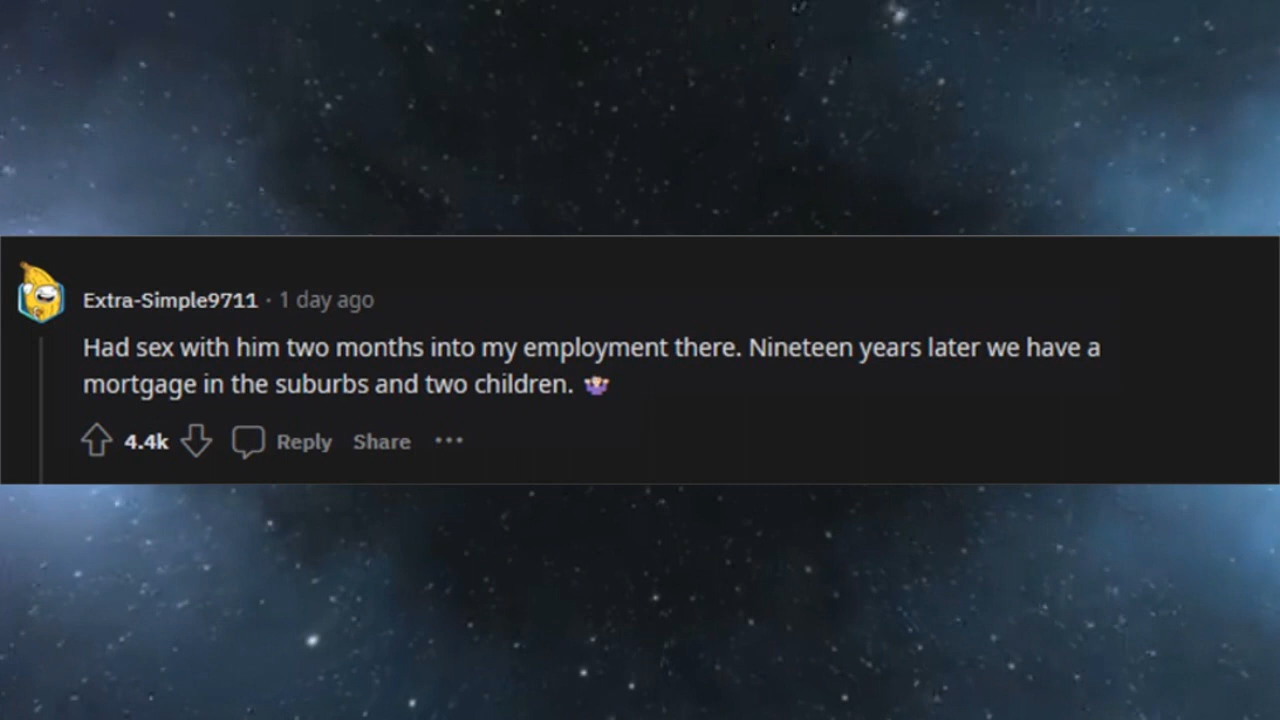 Extra-Simple9711 · 1 day ago
Had sex with him two months into my employment there. Nineteen years later we have a
mortgage in the suburbs and two children. 🤷🏻‍♀️
4.4k Reply Share ···